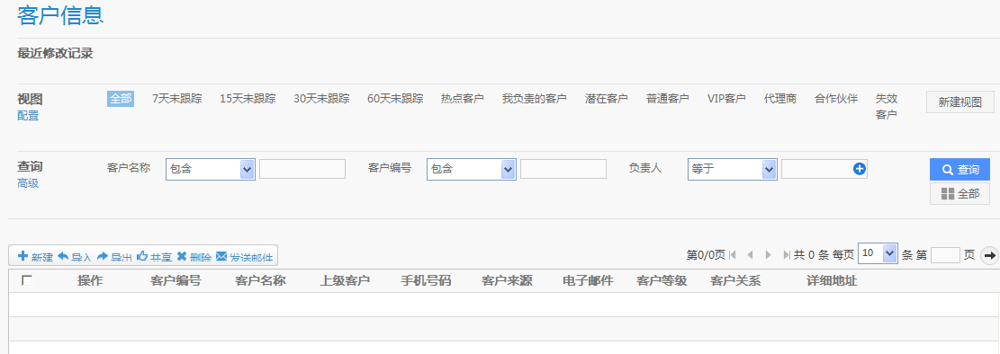 客户信息
最近修改记录
视图 全部 7天未跟踪 15天未跟踪 30天未跟踪 60天未跟踪 热点客户 我负责的客户 潜在客户 普通客户 VIP客户 代理商 合作伙伴 失效 新建视图
配置 客户
查询 客户名称 包含 客户编号 包含 负责人 等于 查询
高级 全部
新建 导入 导出 共享 删除 发送邮件 第0/0页 共 0 条 每页 10 条 第 页
操作 客户编号 客户名称 上级客户 手机号码 客户来源 电子邮件 客户等级 客户关系 详细地址